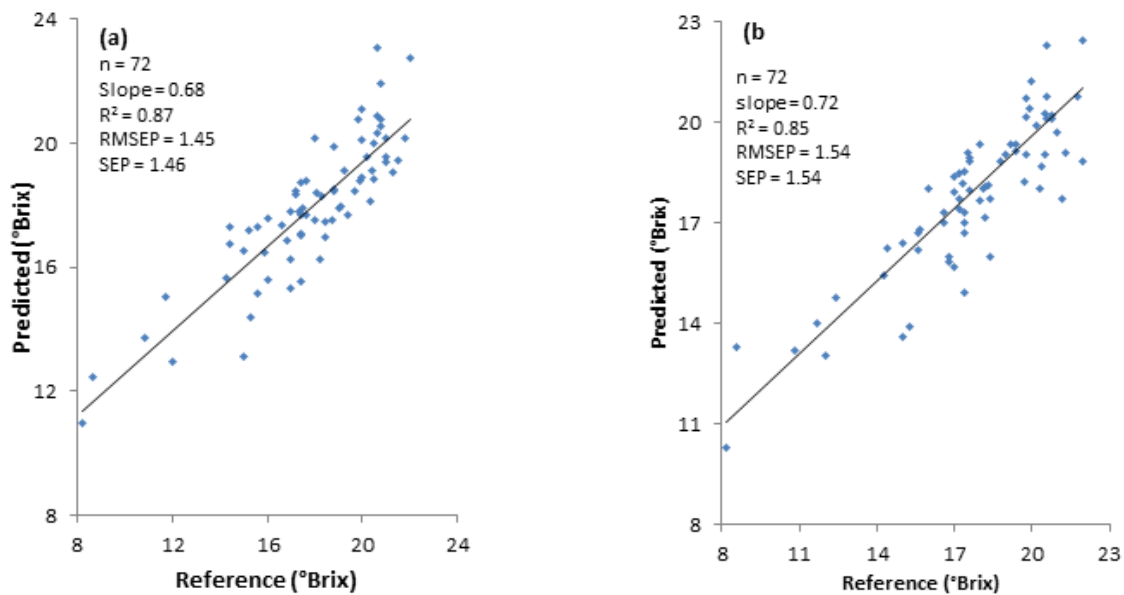 (a)
n = 72
Slope = 0.68
R² = 0.87
RMSEP = 1.45
SEP = 1.46
24
20
16
12
8
8 12 16 20 24
Predicted (°Brix)
Reference (°Brix)
(b
n = 72
slope = 0.72
R² = 0.85
RMSEP = 1.54
SEP = 1.54
23
20
17
14
11
8
8 11 14 17 20 23
Predicted (°Brix)
Reference (°Brix)